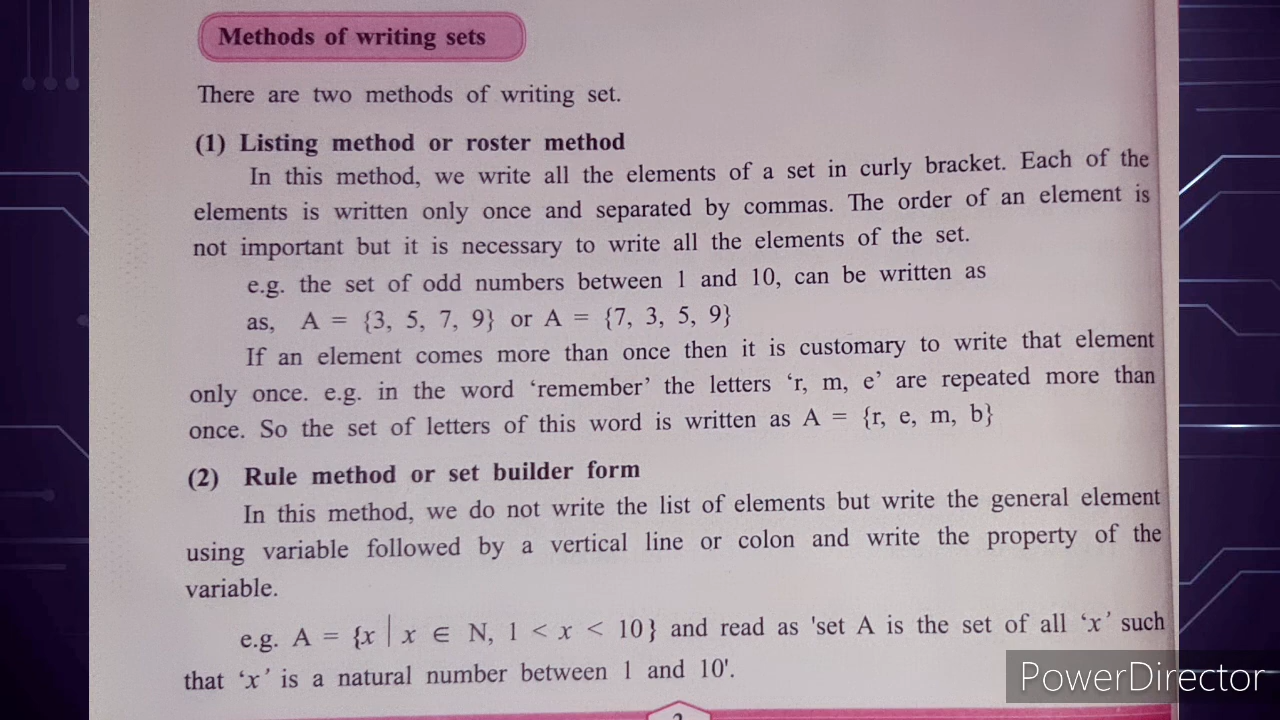 Methods of writing sets
There are two methods of writing set.
(1) Listing method or roster method
In this method, we write all the elements of a set in curly bracket. Each of the
elements is written only once and separated by commas. The order of an element is
not important but it is necessary to write all the elements of the set.
e.g. the set of odd numbers between 1 and 10, can be written as
as, A = {3, 5, 7, 9} or A = {7, 3, 5, 9}
If an element comes more than once then it is customary to write that element
only once. e.g. in the word ‘remember’ the letters ‘r, m, e’ are repeated more than
once. So the set of letters of this word is written as A = {r, e, m, b}
(2) Rule method or set builder form
In this method, we do not write the list of elements but write the general element
using variable followed by a vertical line or colon and write the property of the
variable.
e.g. A = {x | x ∈ N, 1 < x < 10} and read as 'set A is the set of all ‘x’ such
that ‘x’ is a natural number between 1 and 10'.
PowerDirector